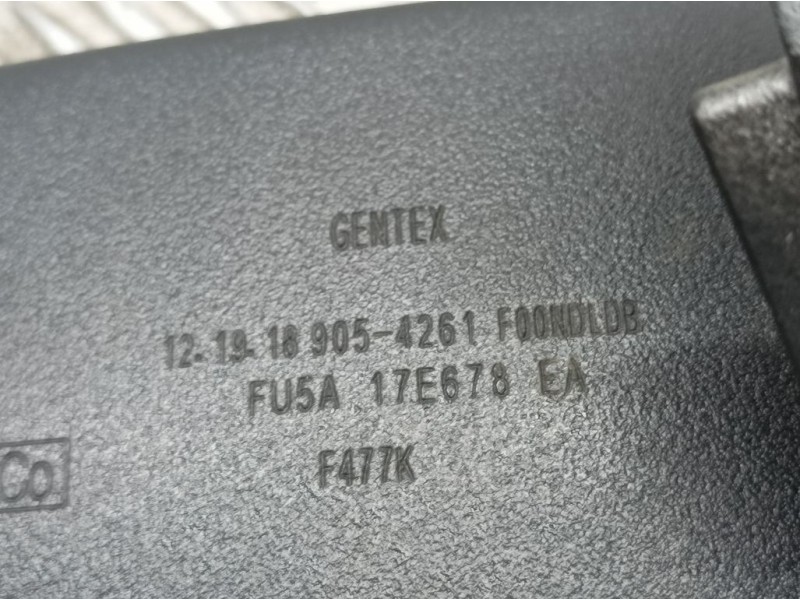 GENTEX
12-19-18 905-4261 F00NDLDB
FU5A 17E678 EA
F477K
Co